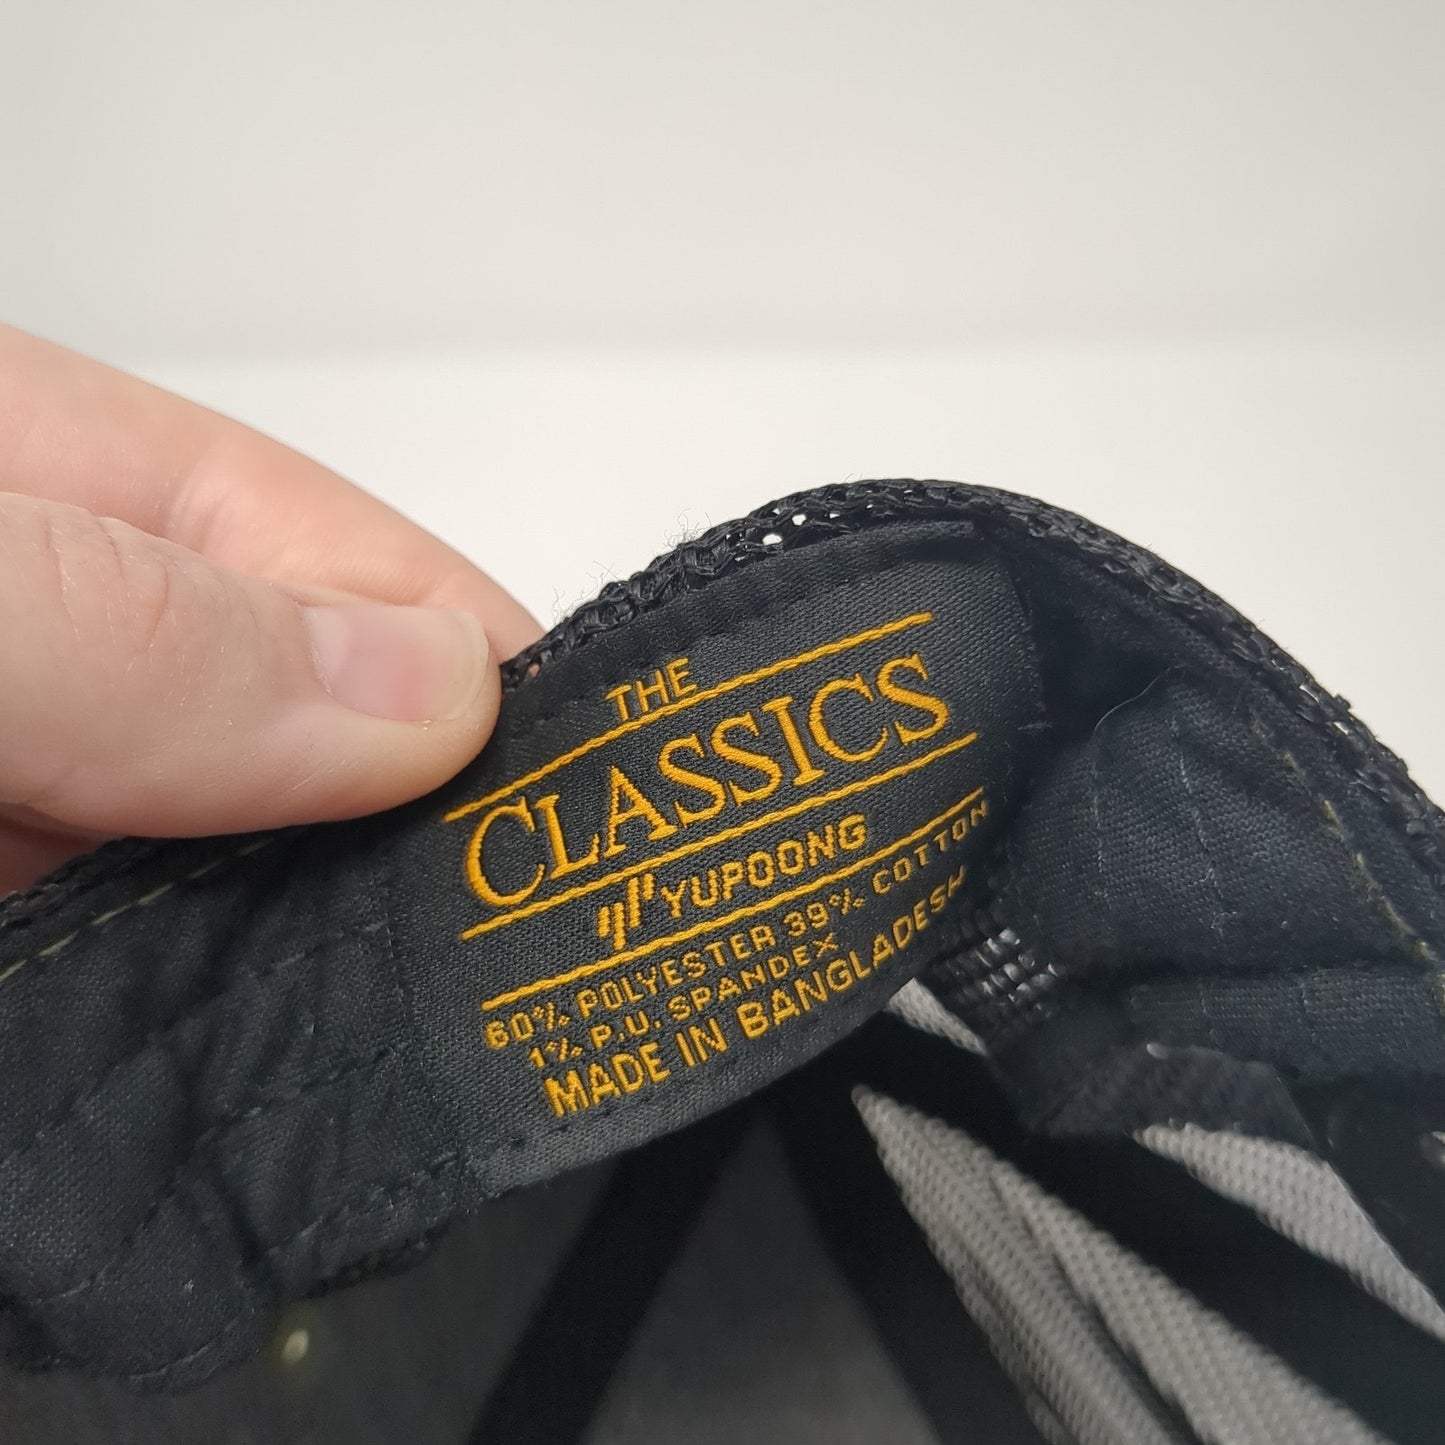 THE
CLASSICS
YUPOONG
60% POLYESTER 39% COTTON
1% P.U. SPANDEX
MADE IN BANGLADESH